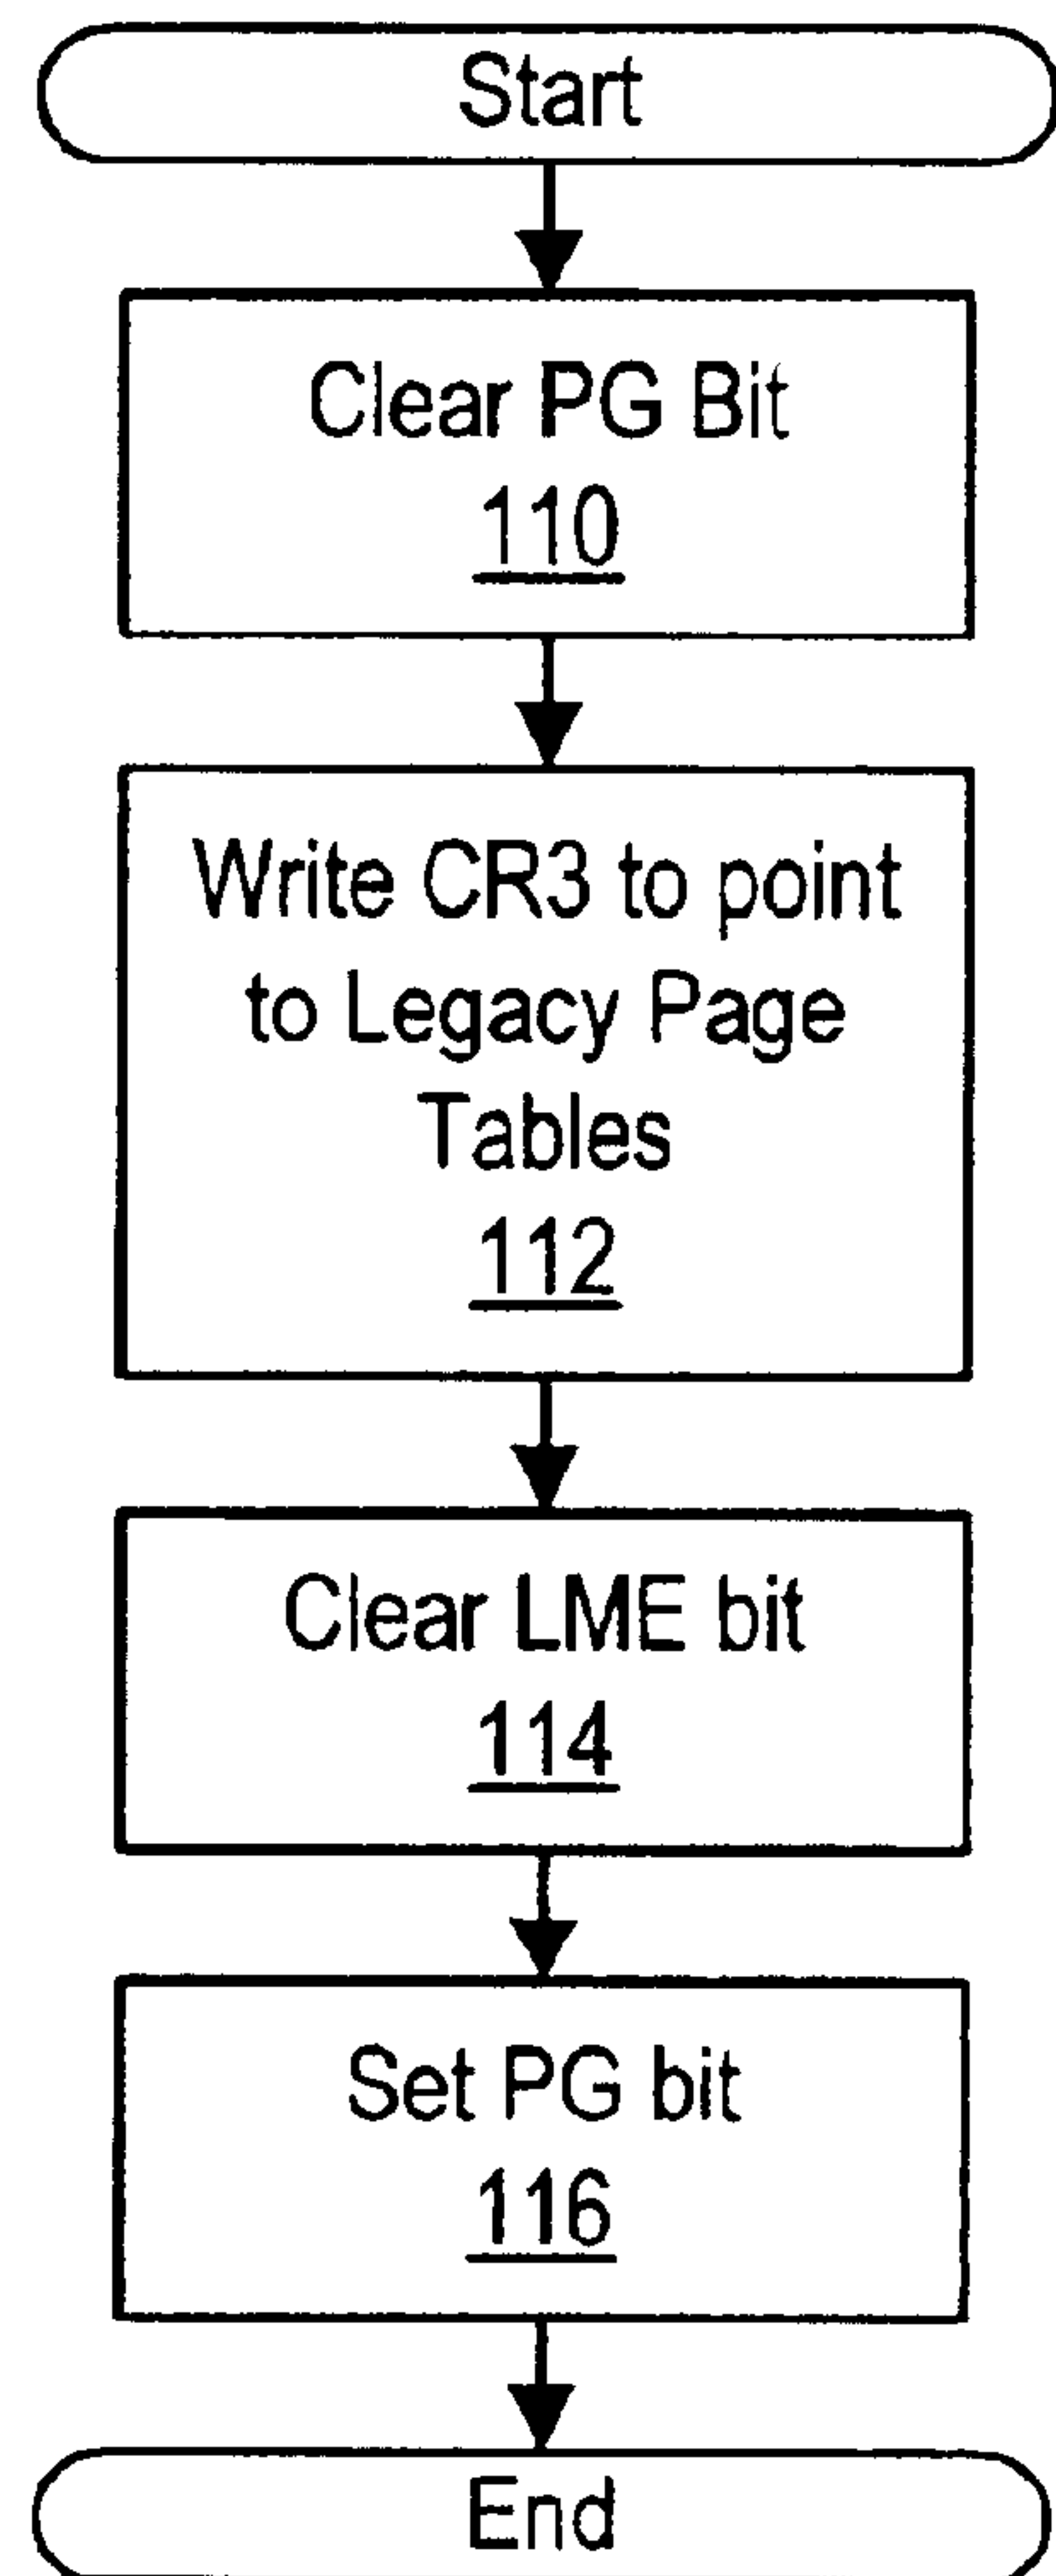 Start
Clear PG Bit
110
Write CR3 to point
to Legacy Page
Tables
112
Clear LME bit
114
Set PG bit
116
End